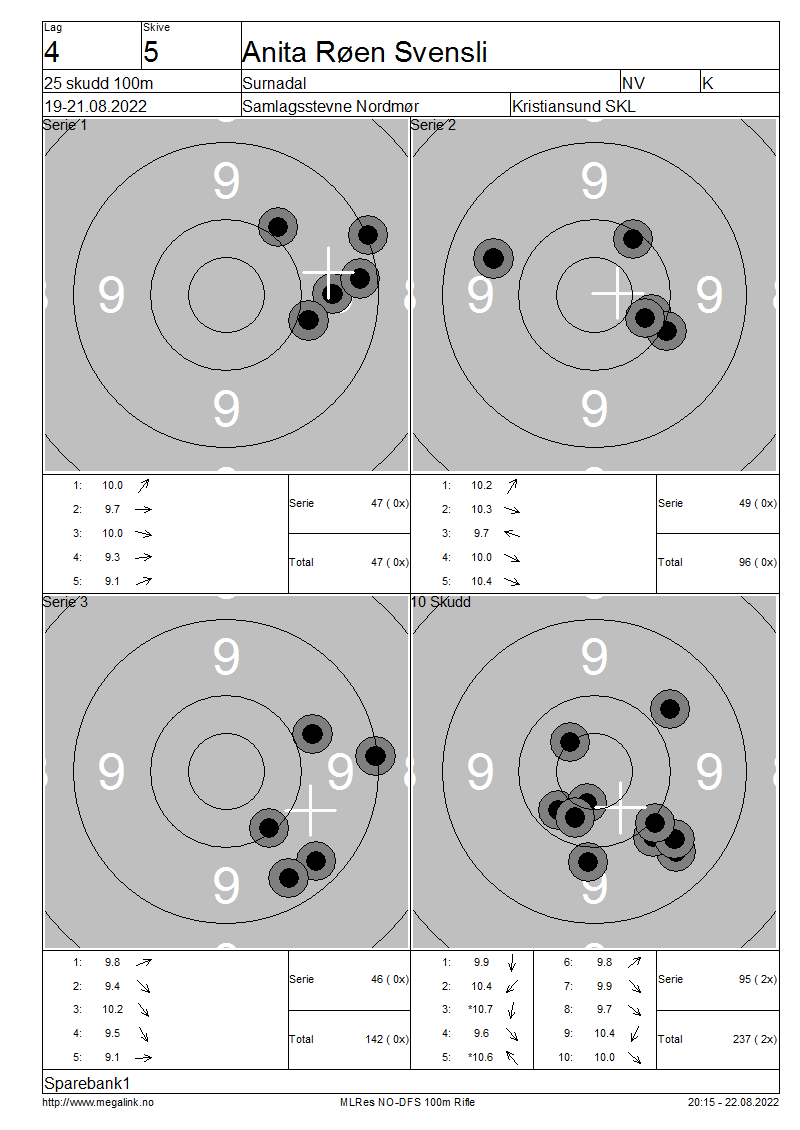 Lag
Skive
4
5
Anita Røen Svensli
25 skudd 100m
Surnadal
NV
K
19-21.08.2022
Samlagsstevne Nordmør
Kristiansund SKL
Serie 1
9
9
9
1: 10.0
2: 9.7
3: 10.0
4: 9.3
5: 9.1
Serie 47 ( 0x)
Total 47 ( 0x)
Serie 2
9
9 9
9
1: 10.2
2: 10.3
3: 9.7
4: 10.0
5: 10.4
Serie 49 ( 0x)
Total 96 ( 0x)
Serie 3
9
9 9
9
1: 9.8
2: 9.4
3: 10.2
4: 9.5
5: 9.1
Serie 46 ( 0x)
Total 142 ( 0x)
10 Skudd
9
9 9
9
1: 9.9 6: 9.8
2: 10.4 7: 9.9
3: *10.7 8: 9.7
4: 9.6 9: 10.4
5: *10.6 10: 10.0
Serie 95 ( 2x)
Total 237 ( 2x)
Sparebank1
http://www.megalink.no
MLRes NO-DFS 100m Rifle
20:15 - 22.08.2022